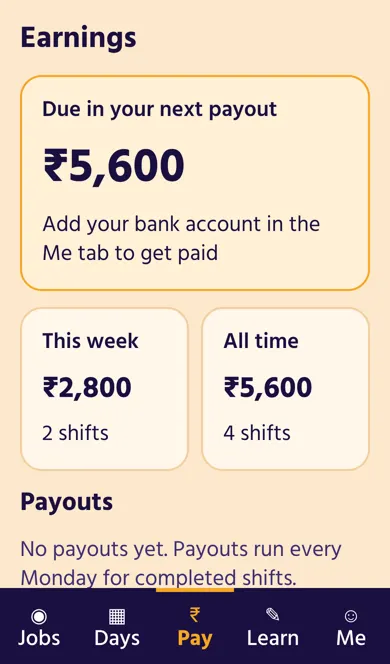 Earnings
Due in your next payout
₹5,600
Add your bank account in the
Me tab to get paid
This week
₹2,800
2 shifts
All time
₹5,600
4 shifts
Payouts
No payouts yet. Payouts run every
Monday for completed shifts.
Jobs
Days
₹
Pay
Learn
Me